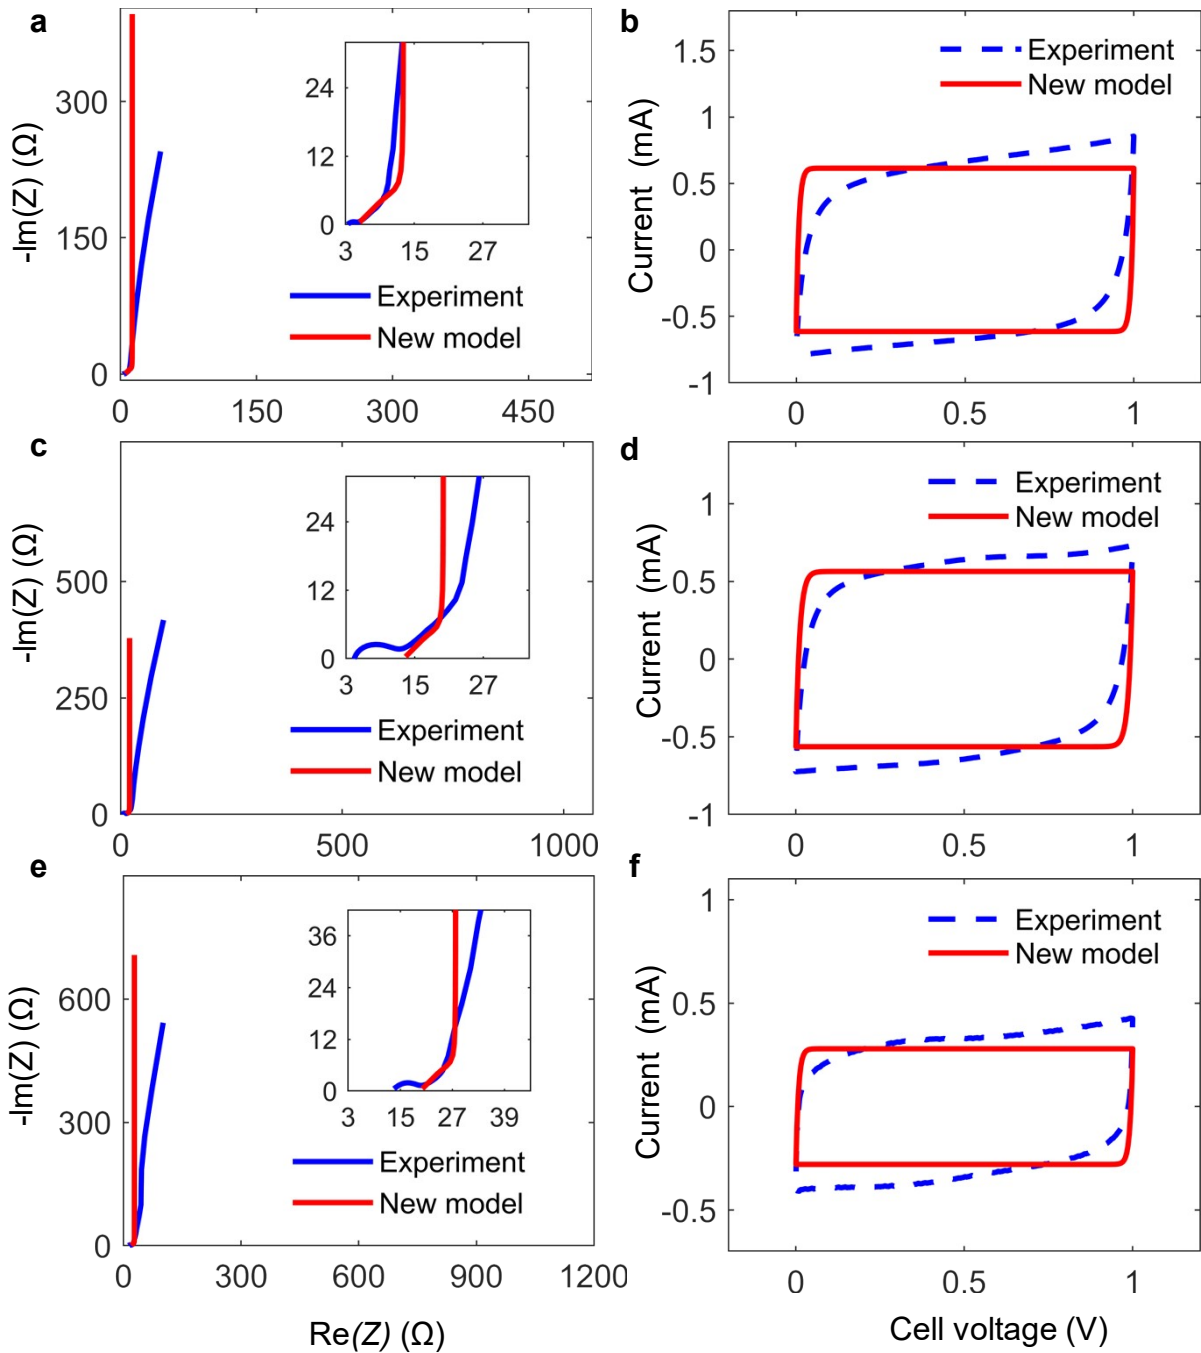 a
-Im(Z) (Ω)
300
150
0
0
150
300
450
24
12
0
3
15
27
Experiment
New model
b
Current (mA)
1.5
1
0.5
0
-0.5
-1
0
0.5
1
Experiment
New model
c
-Im(Z) (Ω)
500
250
0
0
500
1000
24
12
0
3
15
27
Experiment
New model
d
Current (mA)
1
0.5
0
-0.5
-1
0
0.5
1
Experiment
New model
e
-Im(Z) (Ω)
600
300
0
0
300
600
900
1200
36
24
12
0
3
15
27
39
Experiment
New model
Re(Z) (Ω)
f
Current (mA)
1
0.5
0
-0.5
0
0.5
1
Experiment
New model
Cell voltage (V)